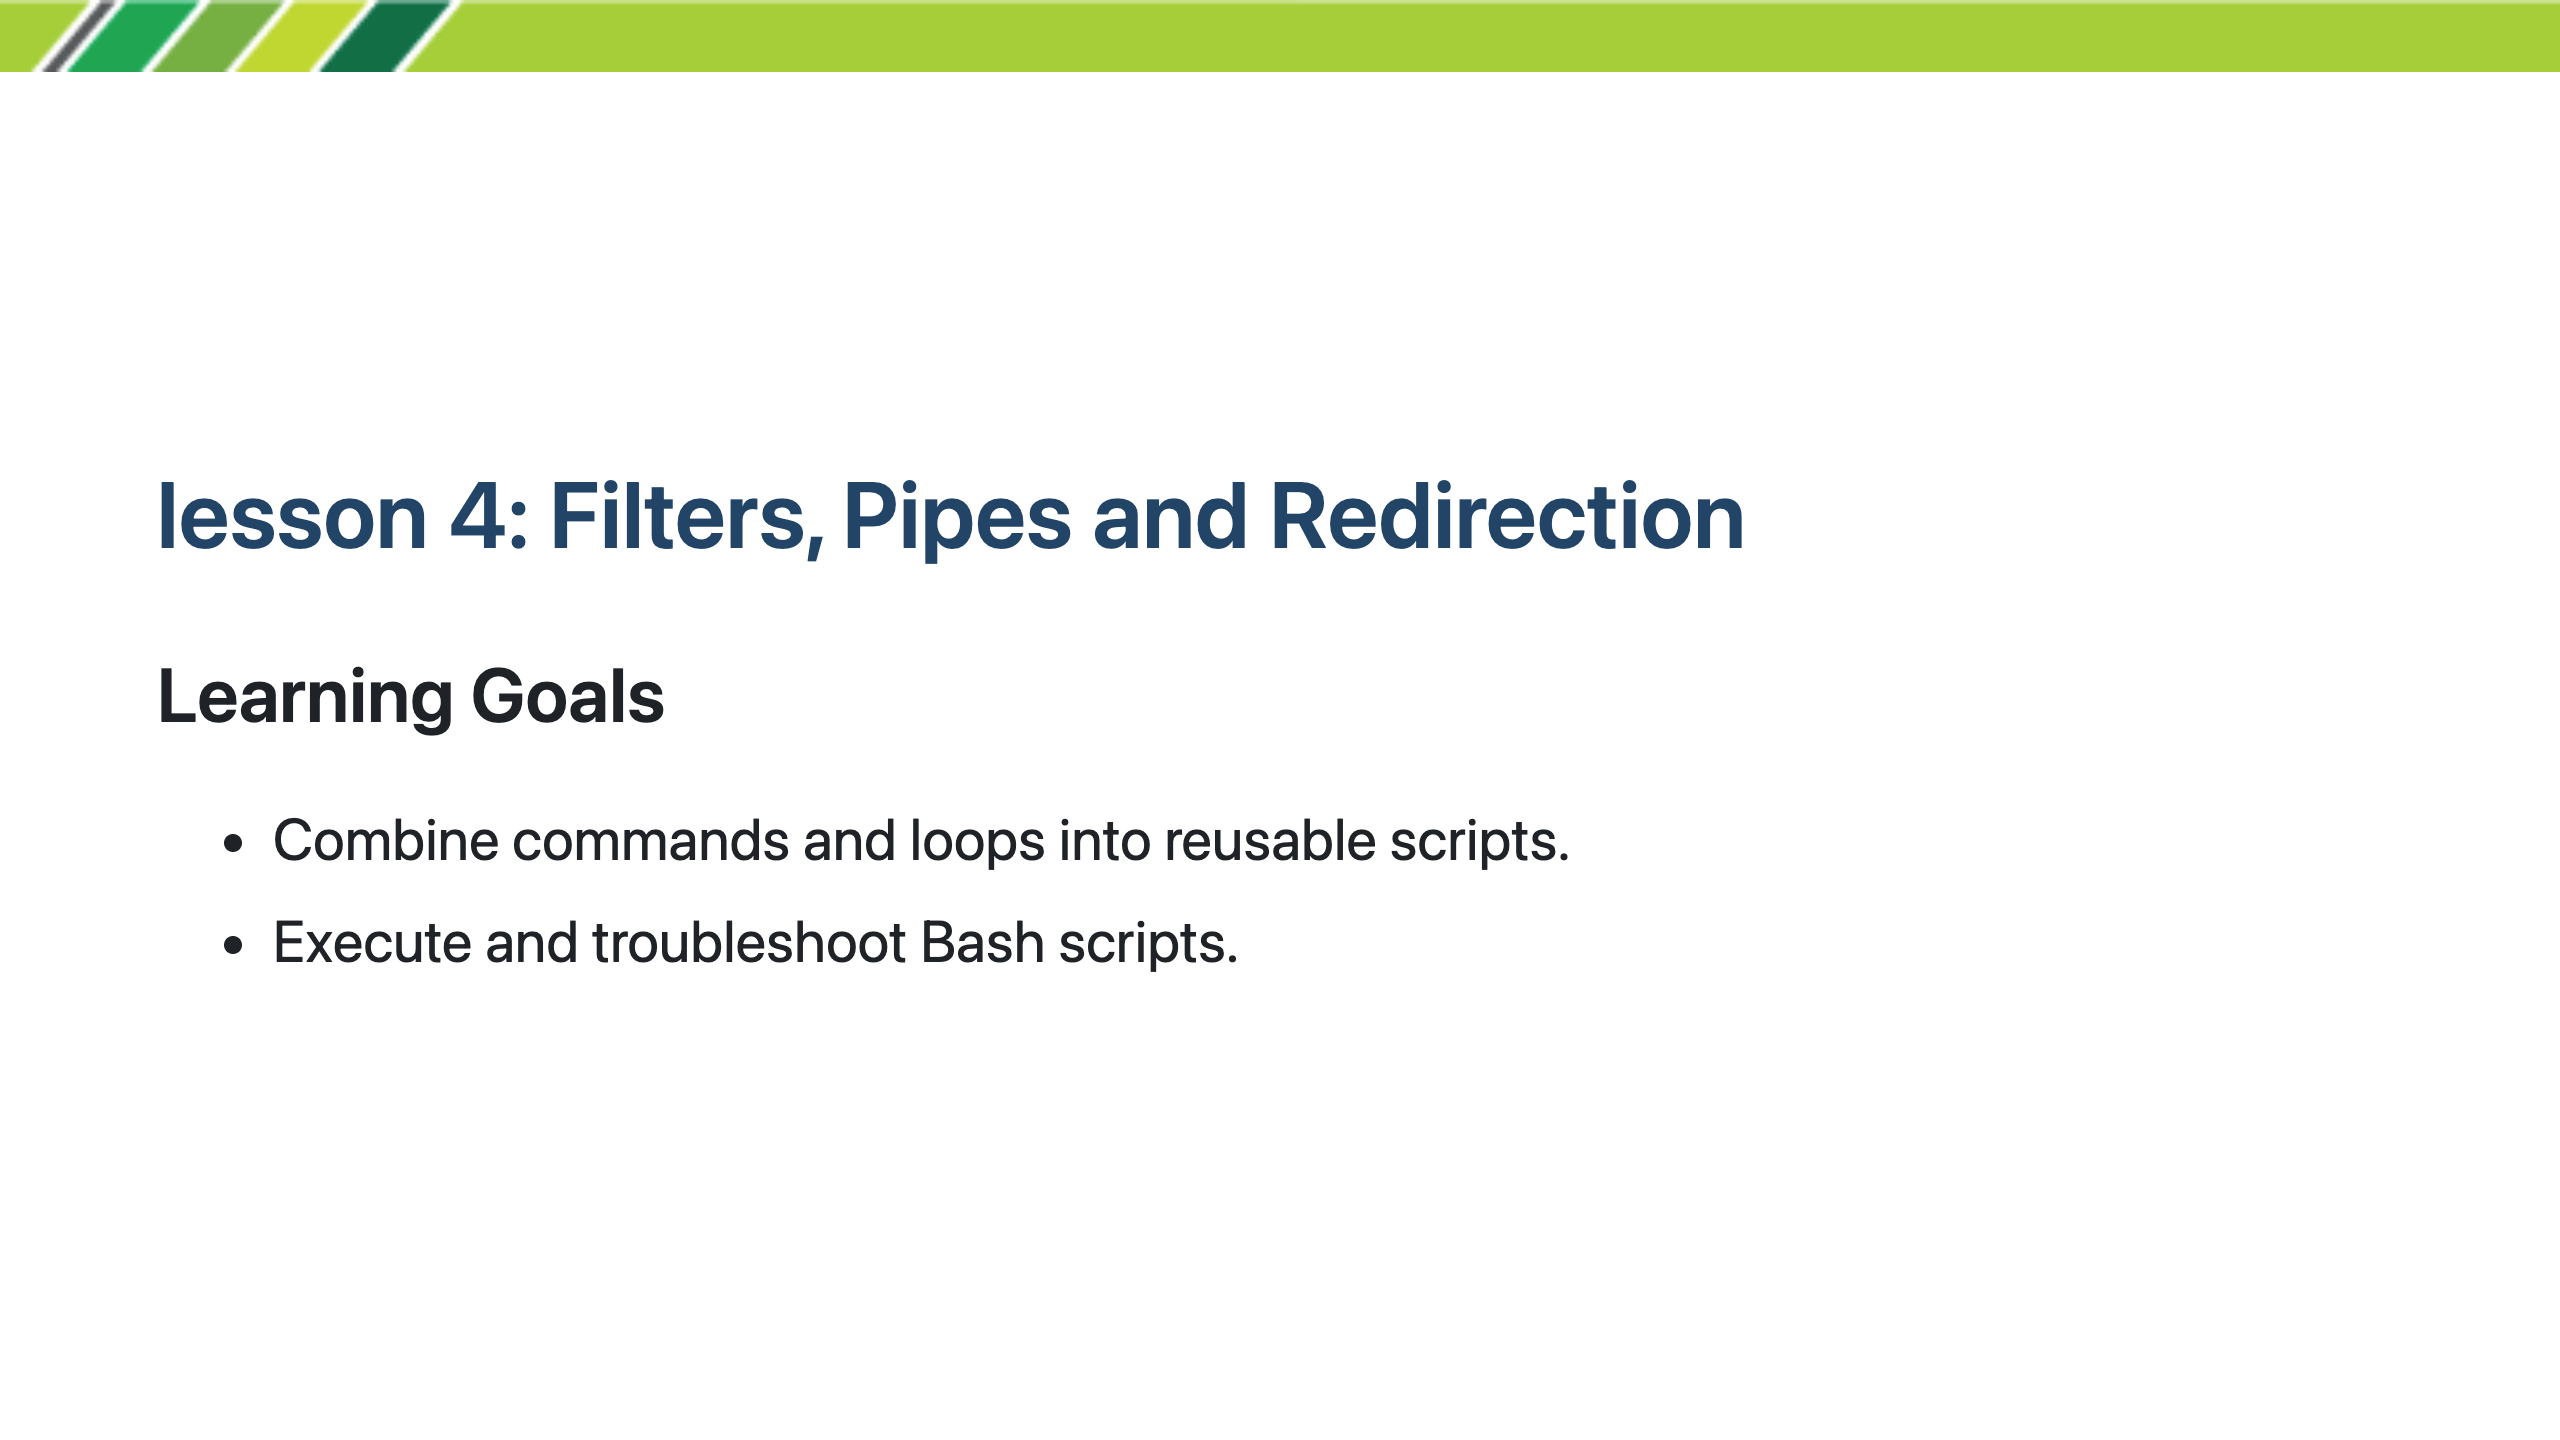 lesson 4: Filters, Pipes and Redirection
Learning Goals
• Combine commands and loops into reusable scripts.
• Execute and troubleshoot Bash scripts.